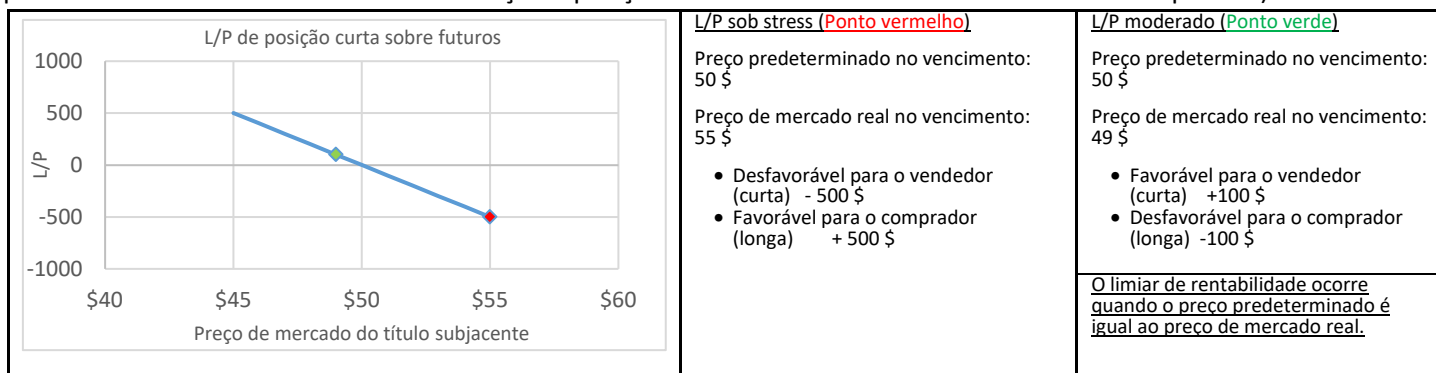 L/P de posição curta sobre futuros
1000
500
0
-500
-1000
L/P
$40 $45 $50 $55 $60
Preço de mercado do título subjacente
L/P sob stress (Ponto vermelho)
Preço predeterminado no vencimento:
50 $
Preço de mercado real no vencimento:
55 $
• Desfavorável para o vendedor
(curta) - 500 $
• Favorável para o comprador
(longa) + 500 $
L/P moderado (Ponto verde)
Preço predeterminado no vencimento:
50 $
Preço de mercado real no vencimento:
49 $
• Favorável para o vendedor
(curta) +100 $
• Desfavorável para o comprador
(longa) -100 $
O limiar de rentabilidade ocorre
quando o preço predeterminado é
igual ao preço de mercado real.